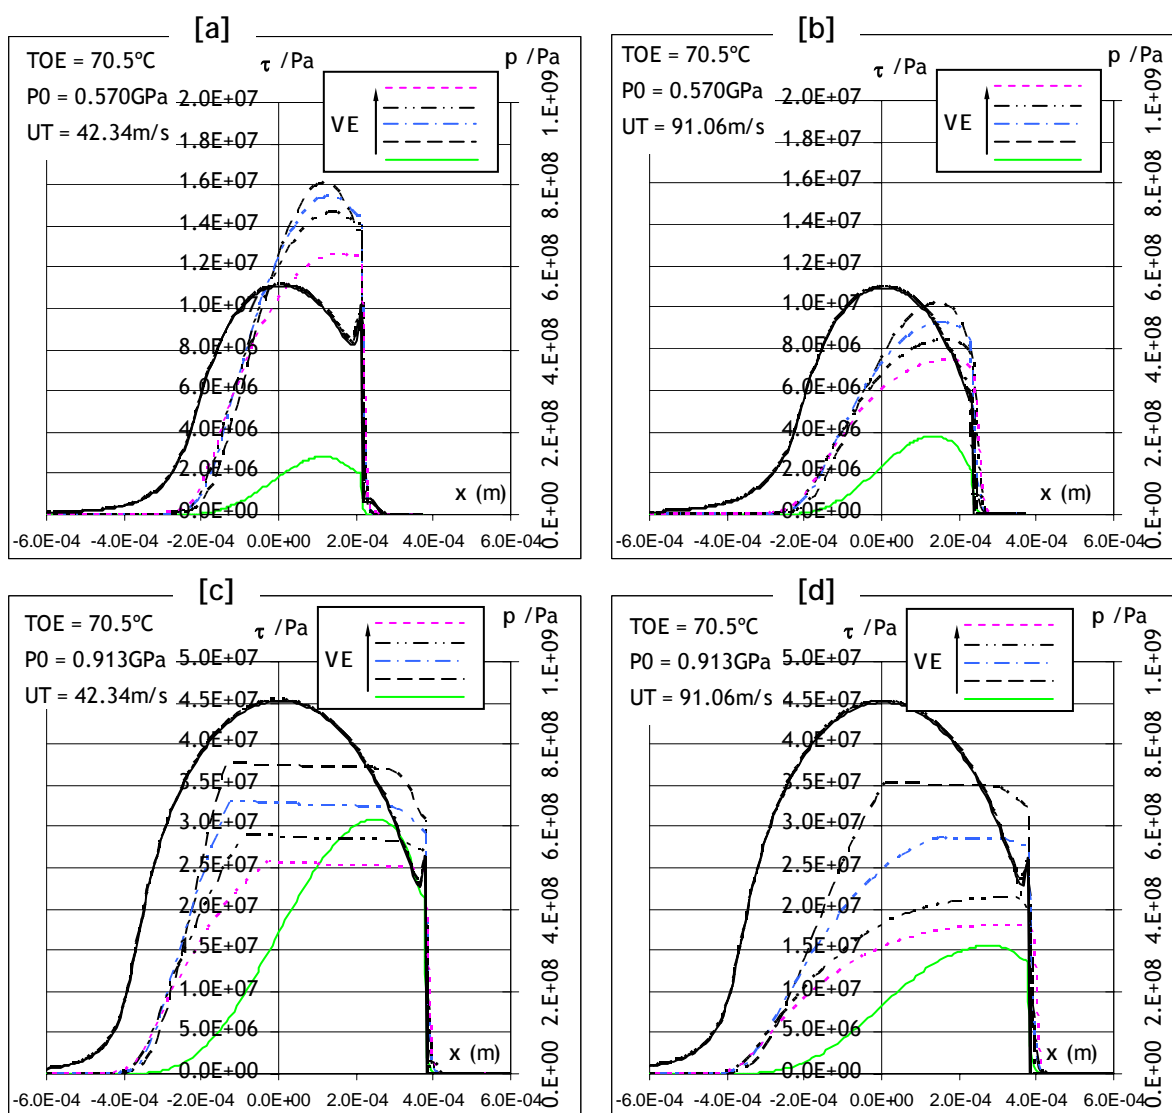 [a]
TOE = 70.5ºC
P0 = 0.570GPa
UT = 42.34m/s
τ /Pa
p /Pa
VE
2.0E+07
1.8E+07
1.6E+07
1.4E+07
1.2E+07
1.0E+07
8.0E+06
6.0E+06
4.0E+06
2.0E+06
0.0E+00
1.E+09
8.E+08
6.E+08
4.E+08
2.E+08
0.E+00
x (m)
-6.0E-04 -4.0E-04 -2.0E-04 0.0E+00 2.0E-04 4.0E-04 6.0E-04
[b]
TOE = 70.5ºC
P0 = 0.570GPa
UT = 91.06m/s
τ /Pa
p /Pa
VE
2.0E+07
1.8E+07
1.6E+07
1.4E+07
1.2E+07
1.0E+07
8.0E+06
6.0E+06
4.0E+06
2.0E+06
0.0E+00
1.E+09
8.E+08
6.E+08
4.E+08
2.E+08
0.E+00
x (m)
-6.0E-04 -4.0E-04 -2.0E-04 0.0E+00 2.0E-04 4.0E-04 6.0E-04
[c]
TOE = 70.5ºC
P0 = 0.913GPa
UT = 42.34m/s
τ /Pa
p /Pa
VE
5.0E+07
4.5E+07
4.0E+07
3.5E+07
3.0E+07
2.5E+07
2.0E+07
1.5E+07
1.0E+07
5.0E+06
0.0E+00
1.E+09
8.E+08
6.E+08
4.E+08
2.E+08
0.E+00
x (m)
-6.0E-04 -4.0E-04 -2.0E-04 0.0E+00 2.0E-04 4.0E-04 6.0E-04
[d]
TOE = 70.5ºC
P0 = 0.913GPa
UT = 91.06m/s
τ /Pa
p /Pa
VE
5.0E+07
4.5E+07
4.0E+07
3.5E+07
3.0E+07
2.5E+07
2.0E+07
1.5E+07
1.0E+07
5.0E+06
0.0E+00
1.E+09
8.E+08
6.E+08
4.E+08
2.E+08
0.E+00
x (m)
-6.0E-04 -4.0E-04 -2.0E-04 0.0E+00 2.0E-04 4.0E-04 6.0E-04